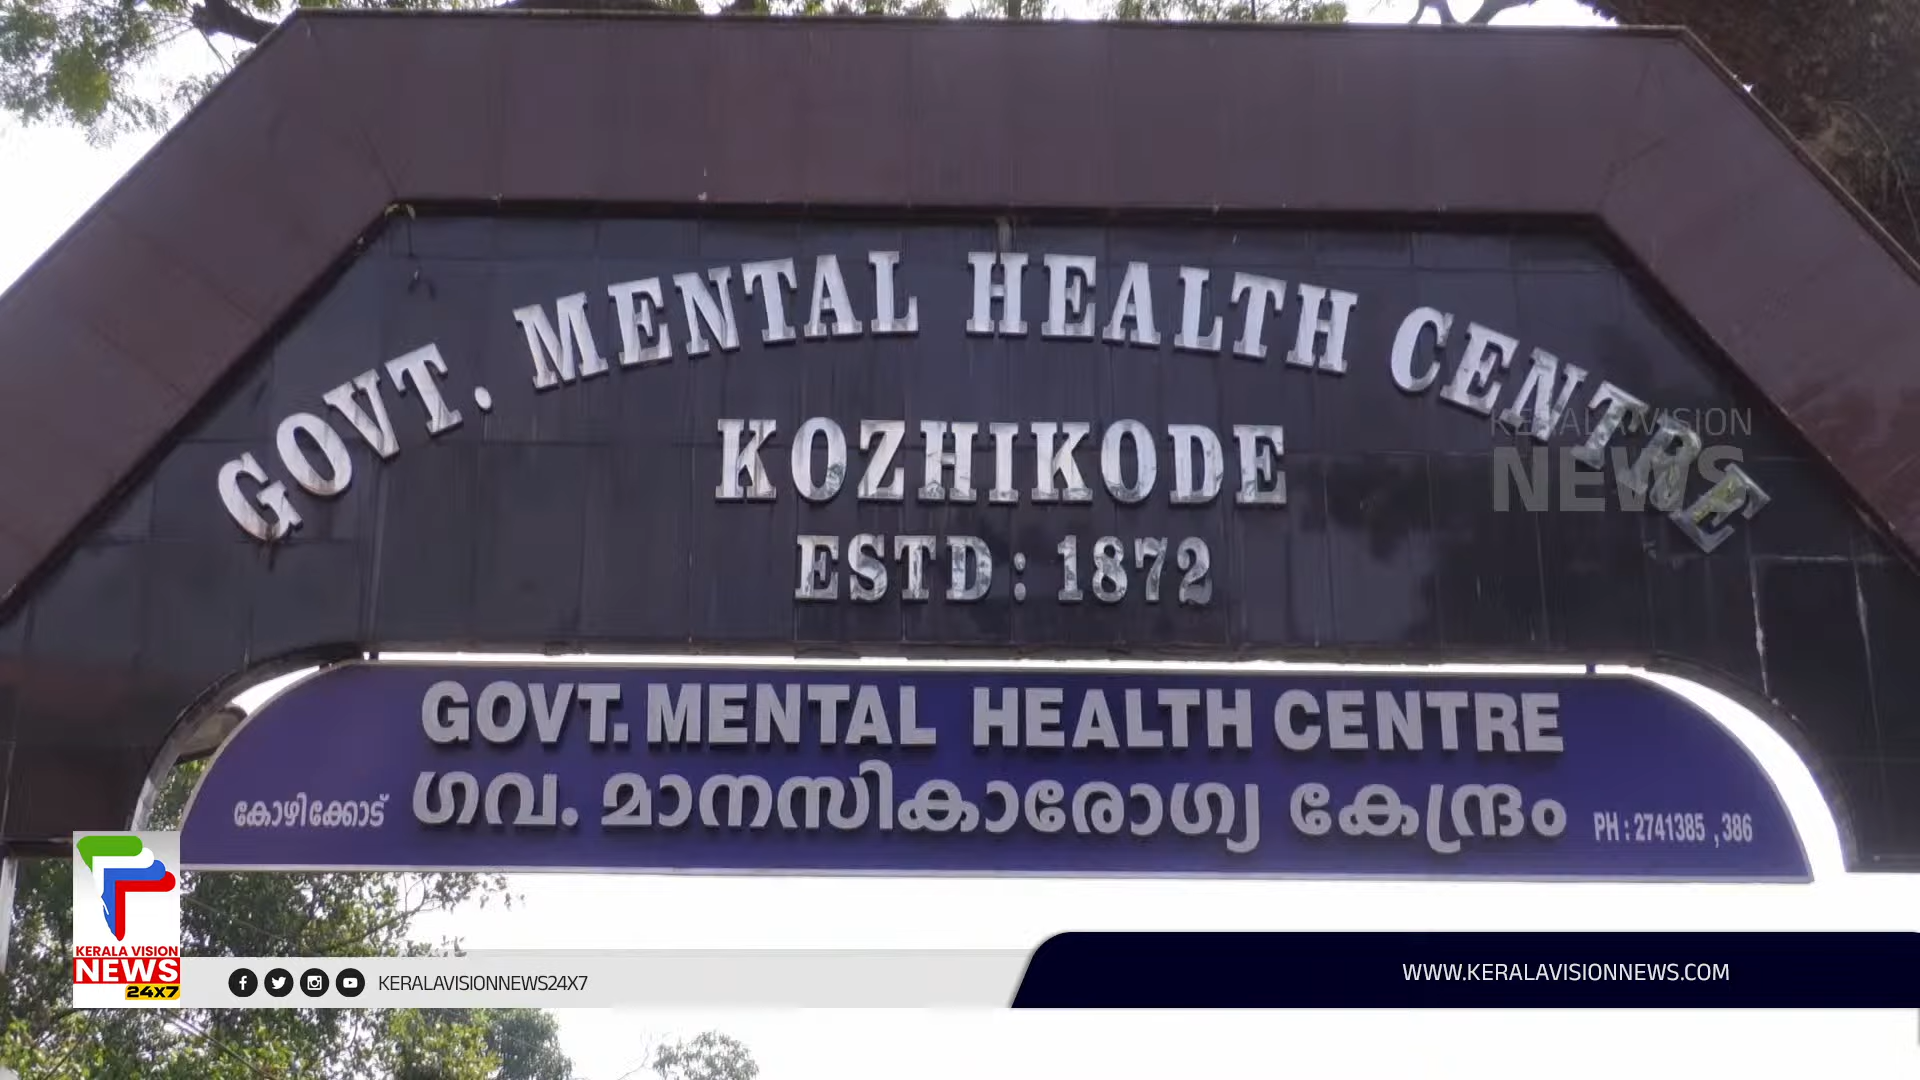 GOVT. MENTAL HEALTH CENTRE
KOZHIKODE
ESTD : 1872
KERALA VISION
NEWS
GOVT. MENTAL HEALTH CENTRE
കോഴിക്കോട് ഗവ. മാനസികാരോഗ്യ കേന്ദ്രം PH : 2741385 , 386
KERALA VISION
NEWS
24X7
KERALAVISIONNEWS24X7
WWW.KERALAVISIONNEWS.COM